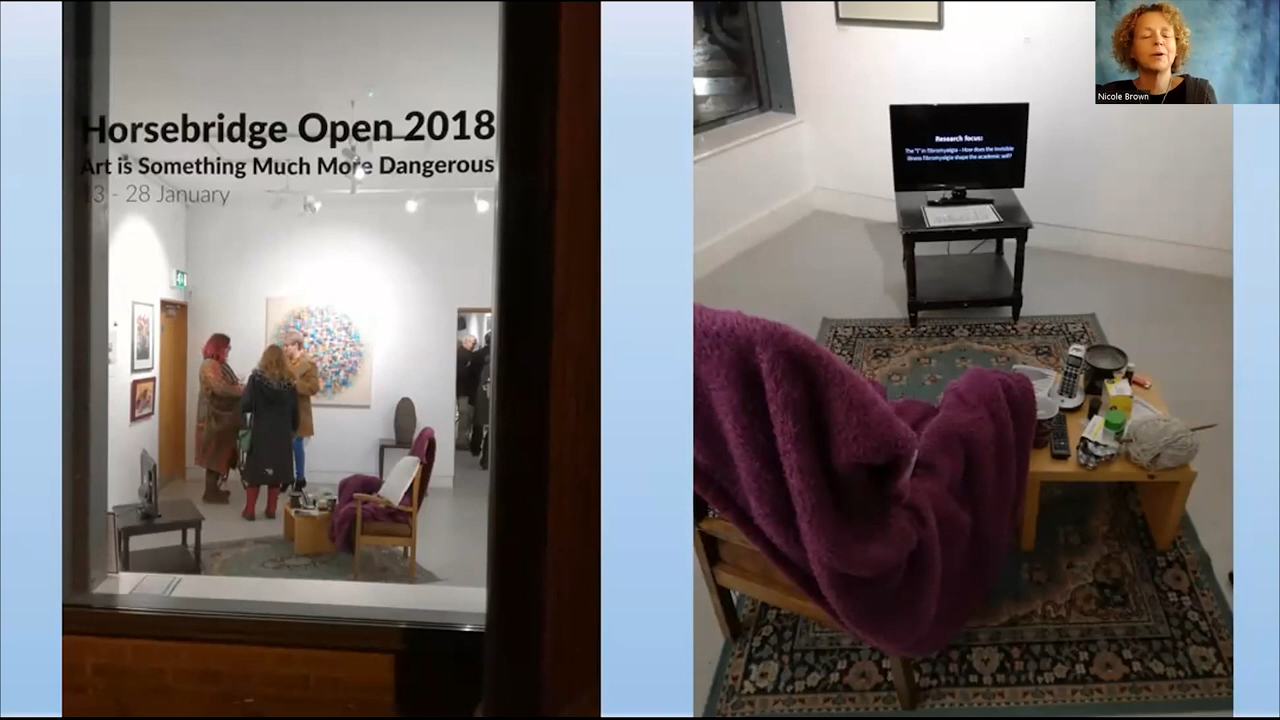 Horsebridge Open 2018
Art is Something Much More Dangerous
13 - 28 January
Research focus:
The "I" in fibromyalgia - How does the invisible
illness fibromyalgia shape the academic self?
Nicole Brown